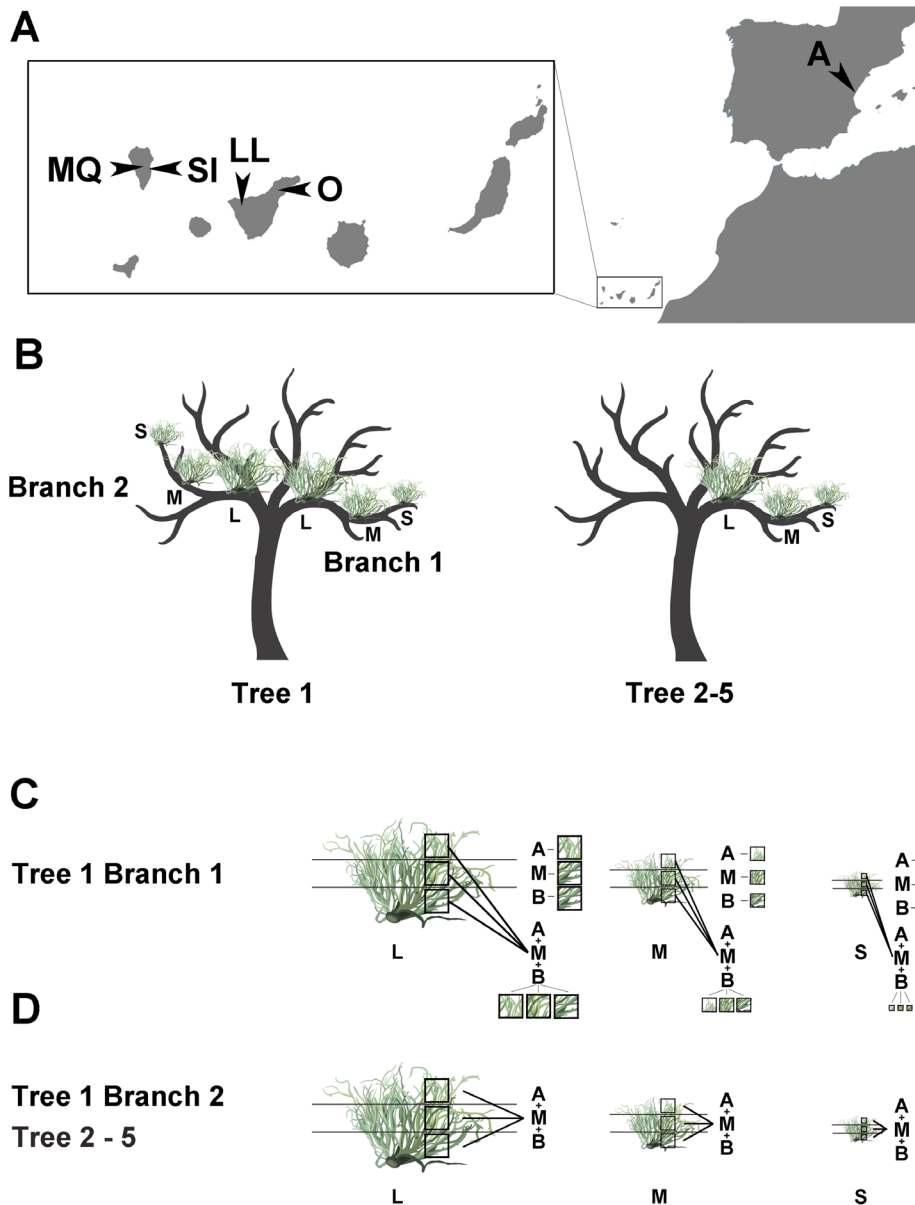 A
A
MQ
SI
LL
O
B
S
Branch 2
M
L
L
M
S
Branch 1
L
M
S
Tree 1
Tree 2-5
C
Tree 1 Branch 1
A
M
B
A
+
M
+
B
L
A
M
B
A
+
M
+
B
M
A
M
B
A
+
M
+
B
S
D
Tree 1 Branch 2
Tree 2 - 5
A
+
M
+
B
L
A
+
M
+
B
M
A
+
M
+
B
S